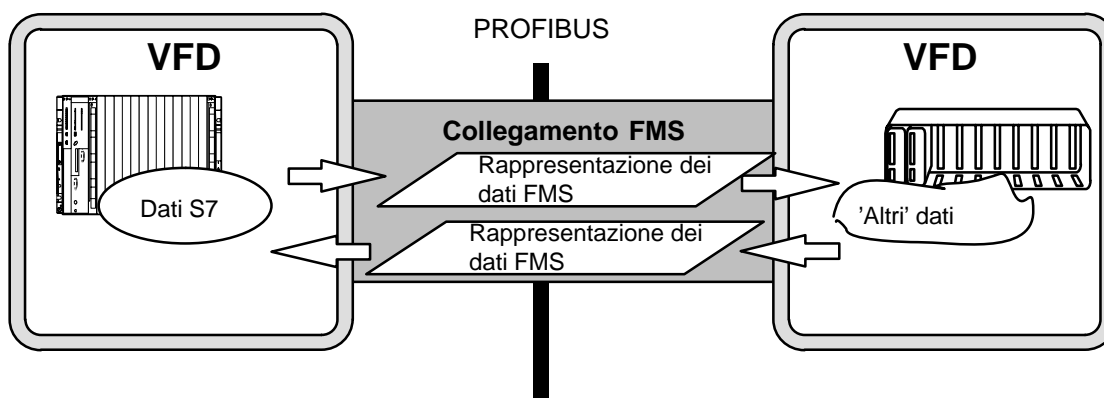 PROFIBUS
VFD
VFD
Collegamento FMS
Rappresentazione dei
dati FMS
Dati S7
'Altri' dati
Rappresentazione dei
dati FMS